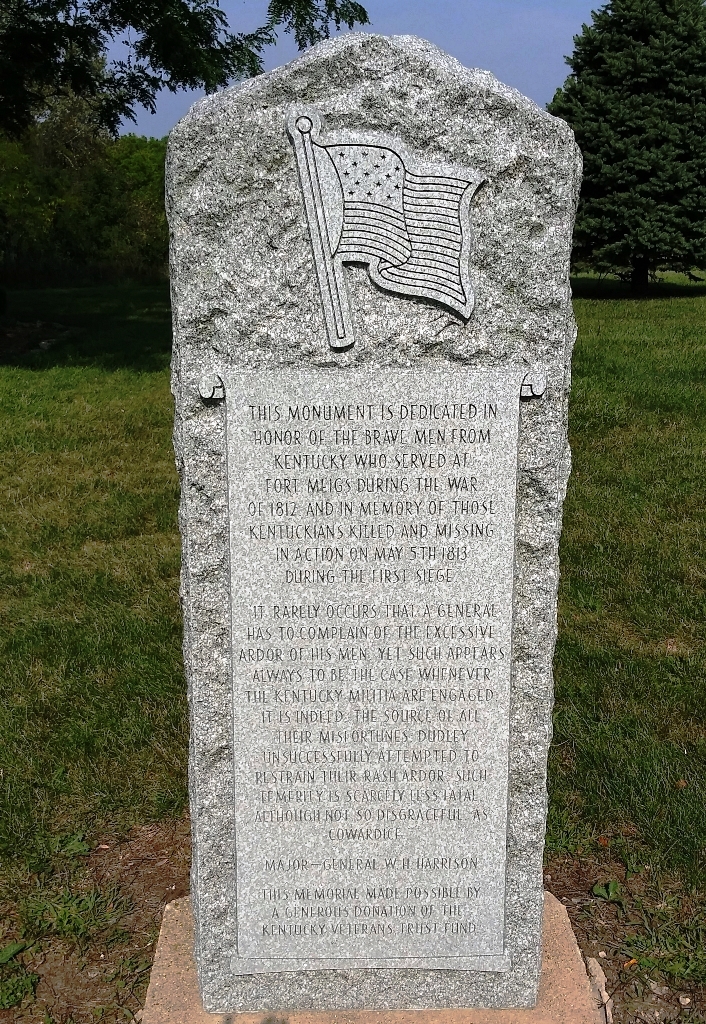 THIS MONUMENT IS DEDICATED IN
HONOR OF THE BRAVE MEN FROM
KENTUCKY WHO SERVED AT
FORT MEIGS DURING THE WAR
OF 1812 AND IN MEMORY OF THOSE
KENTUCKIANS KILLED AND MISSING
IN ACTION ON MAY 5TH 1813
DURING THE FIRST SIEGE
IT RARELY OCCURS THAT A GENERAL
HAS TO COMPLAIN OF THE EXCESSIVE
ARDOR OF HIS MEN, YET SUCH APPEARS
ALWAYS TO BE THE CASE WHENEVER
THE KENTUCKY MILITIA ARE ENGAGED.
IT IS INDEED, THE SOURCE OF ALL
THEIR MISFORTUNES. DUDLEY
UNSUCCESSFULLY ATTEMPTED TO
RESTRAIN THEIR RASH ARDOR. SUCH
TEMERITY IS SCARCELY LESS FATAL,
ALTHOUGH NOT SO DISGRACEFUL, AS
COWARDICE.
MAJOR-GENERAL W.H. HARRISON
THIS MEMORIAL MADE POSSIBLE BY
A GENEROUS DONATION OF THE
KENTUCKY VETERANS TRUST FUND